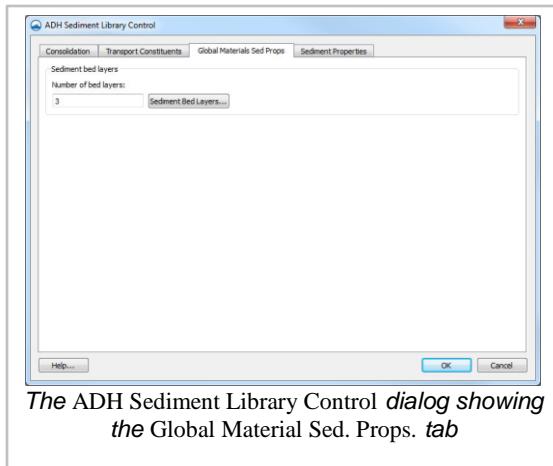 ADH Sediment Library Control
Consolidation Transport Constituents Global Materials Sed Props Sediment Properties
Sediment bed layers
Number of bed layers:
3 Sediment Bed Layers...
Help... OK Cancel
The ADH Sediment Library Control dialog showing
the Global Material Sed. Props. tab